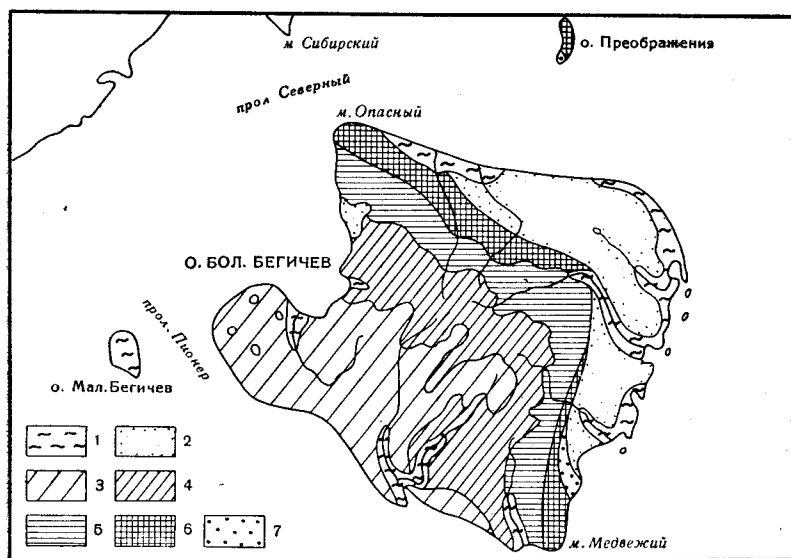 м Сибирский
о. Преображения
прол Северный
м. Опасный
О. БОЛ. БЕГИЧЕВ
прол. Пионер
о. Мал. Бегичев
1
2
3
4
5
6
7
м. Медвежий